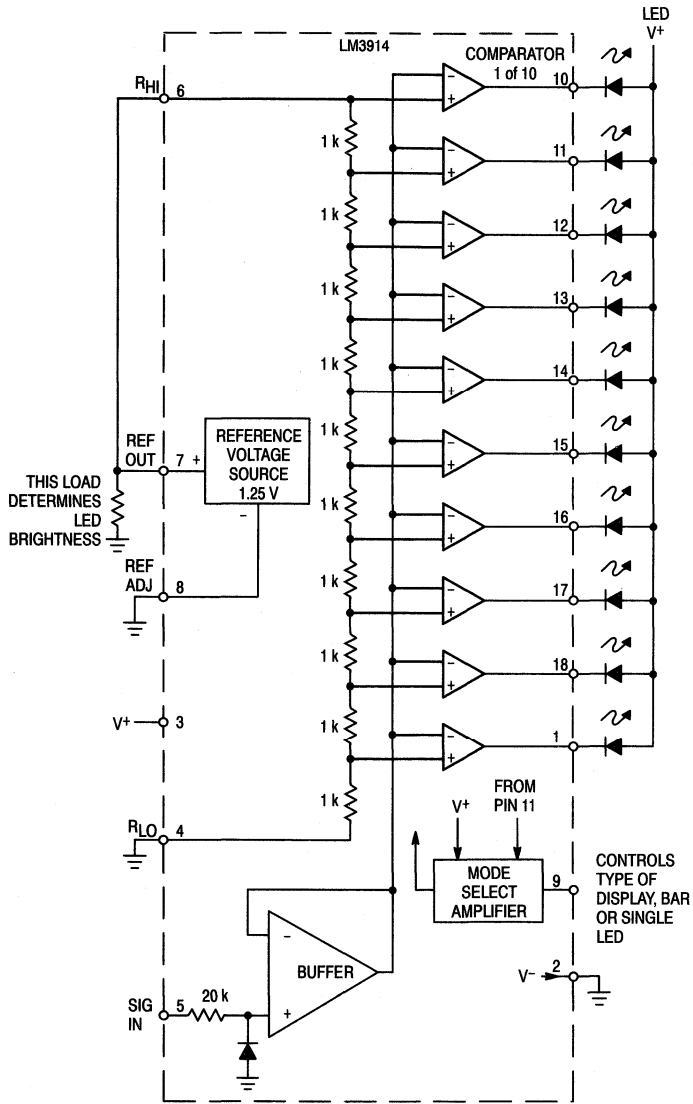 LED
V+
LM3914
COMPARATOR
1 of 10
10
RHI
6
−
+
1 k
11
−
+
1 k
12
−
+
1 k
13
−
+
1 k
14
−
+
1 k
15
−
+
REF
OUT
7
+
REFERENCE
VOLTAGE
SOURCE
1.25 V
−
THIS LOAD
DETERMINES
LED
BRIGHTNESS
1 k
16
−
+
REF
ADJ
8
1 k
17
−
+
1 k
18
−
+
V+
3
1 k
1
−
+
1 k
RLO
4
V+
FROM
PIN 11
MODE
SELECT
AMPLIFIER
9
CONTROLS
TYPE OF
DISPLAY, BAR
OR SINGLE
LED
−
BUFFER
+
V−
2
SIG
IN
5
20 k